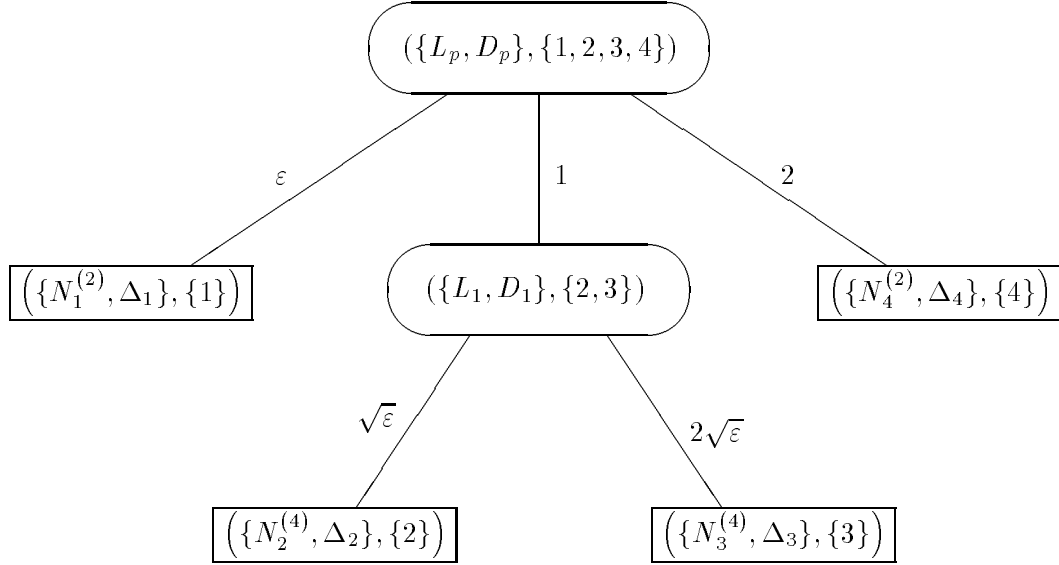 ({L_p, D_p}, {1, 2, 3, 4})
ε
1
2
({N_1^{(2)}, Δ_1}, {1})
({L_1, D_1}, {2, 3})
({N_4^{(2)}, Δ_4}, {4})
√ε
2√ε
({N_2^{(4)}, Δ_2}, {2})
({N_3^{(4)}, Δ_3}, {3})